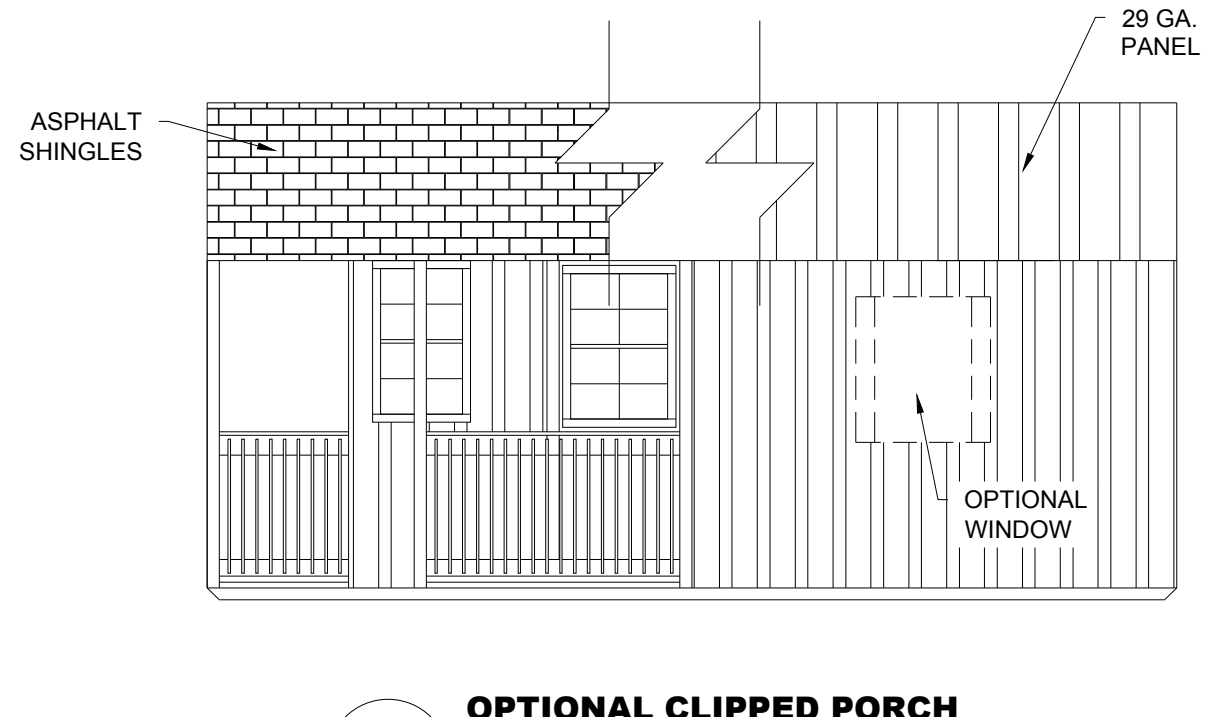 29 GA.
PANEL
ASPHALT
SHINGLES
OPTIONAL
WINDOW
OPTIONAL CLIPPED PORCH